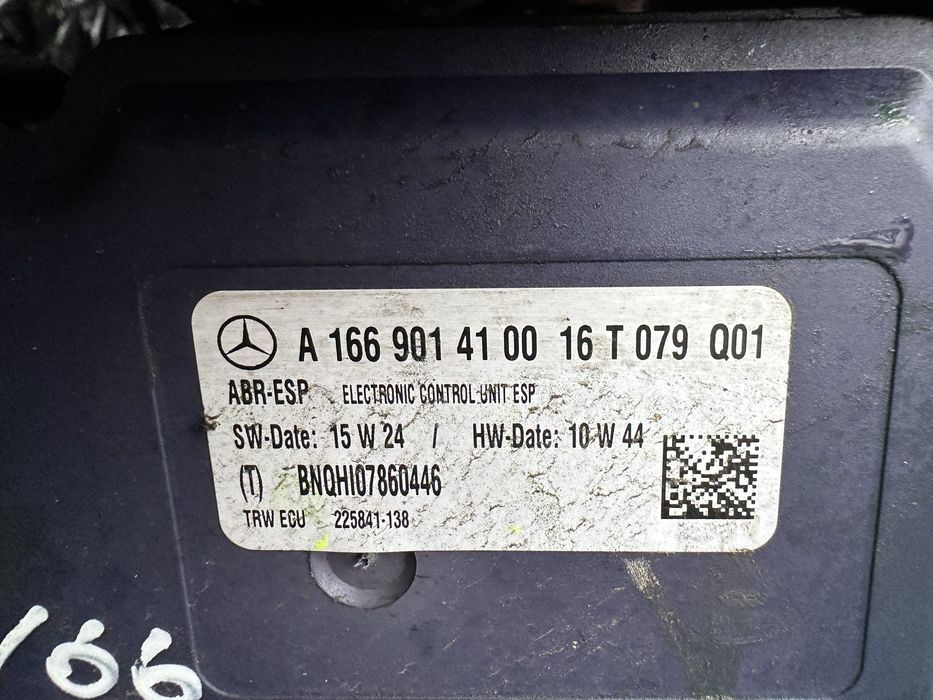 A 166 901 41 00 16 T 079 Q01
ABR-ESP ELECTRONIC CONTROL UNIT ESP
SW-Date: 15 W 24 / HW-Date: 10 W 44
(T) BNQHI07860446
TRW ECU 225841-138
166